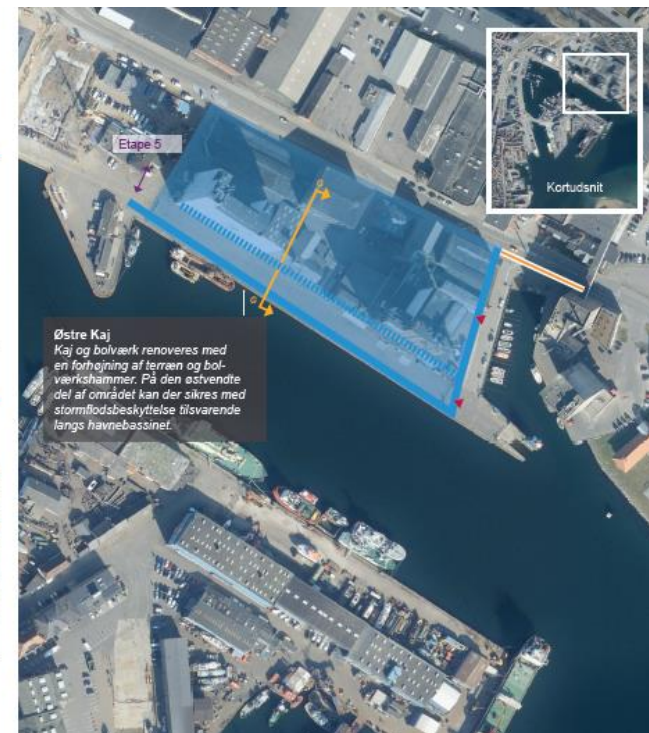 Etape 5
Kortudsnit
G
G
Østre Kaj
Kaj og bolværk renoveres med
en forhøjning af terræn og bol-
værkshammer. På den østvendte
del af området kan der sikres med
stormflodsbeskyttelse tilsvarende
langs havnebassinet.